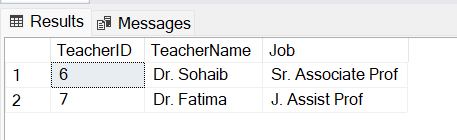 Results Messages
TeacherID TeacherName Job
1 6 Dr. Sohaib Sr. Associate Prof
2 7 Dr. Fatima J. Assist Prof